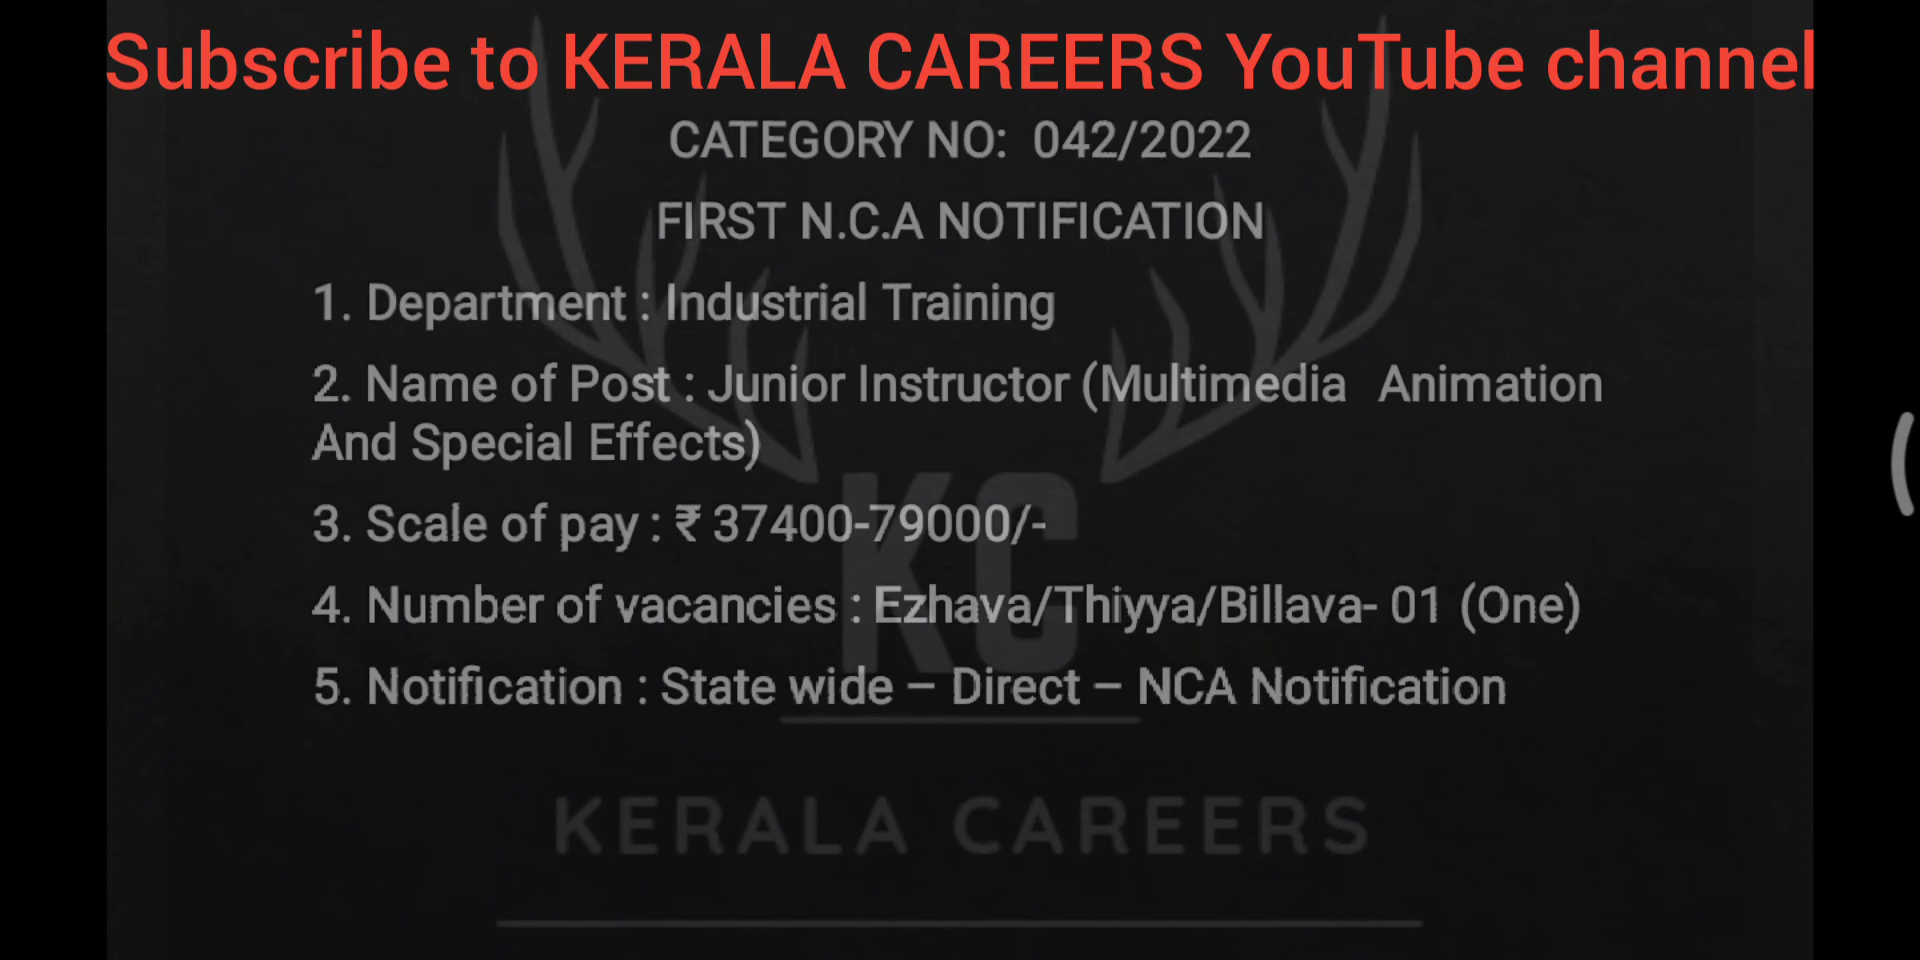 Subscribe to KERALA CAREERS YouTube channel
CATEGORY NO: 042/2022
FIRST N.C.A NOTIFICATION
1. Department : Industrial Training
2. Name of Post : Junior Instructor (Multimedia Animation
And Special Effects)
3. Scale of pay : ₹ 37400-79000/-
4. Number of vacancies : Ezhava/Thiyya/Billava- 01 (One)
5. Notification : State wide – Direct – NCA Notification
KC
KERALA CAREERS